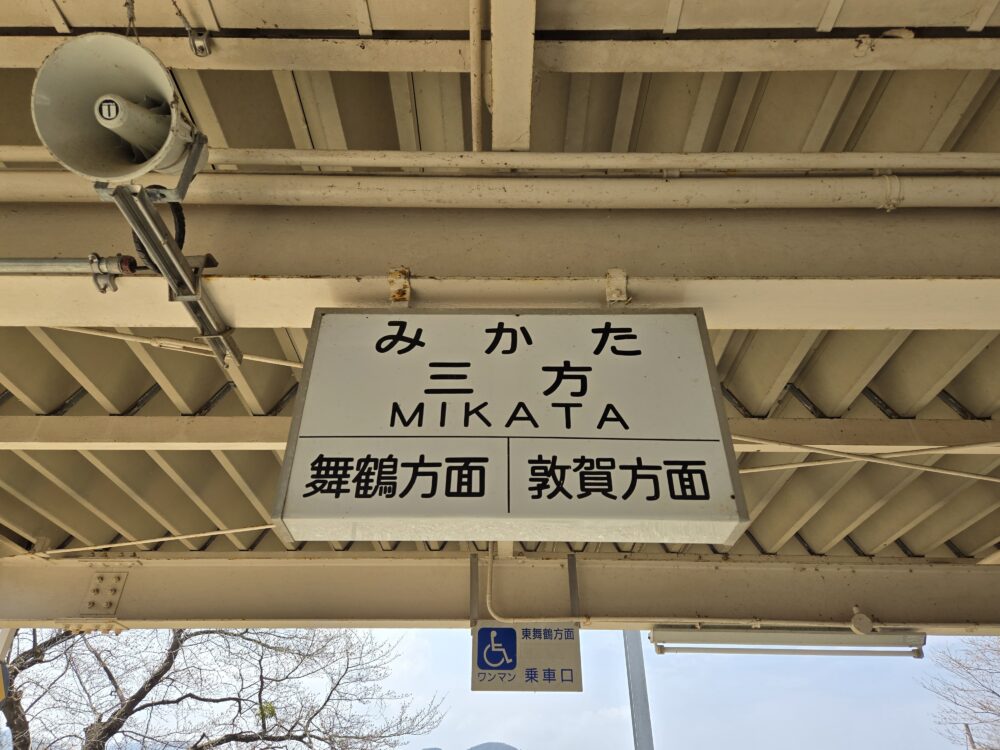 み か た
三 方
MIKATA
舞鶴方面
敦賀方面
東舞鶴方面
ワンマン 乗車口